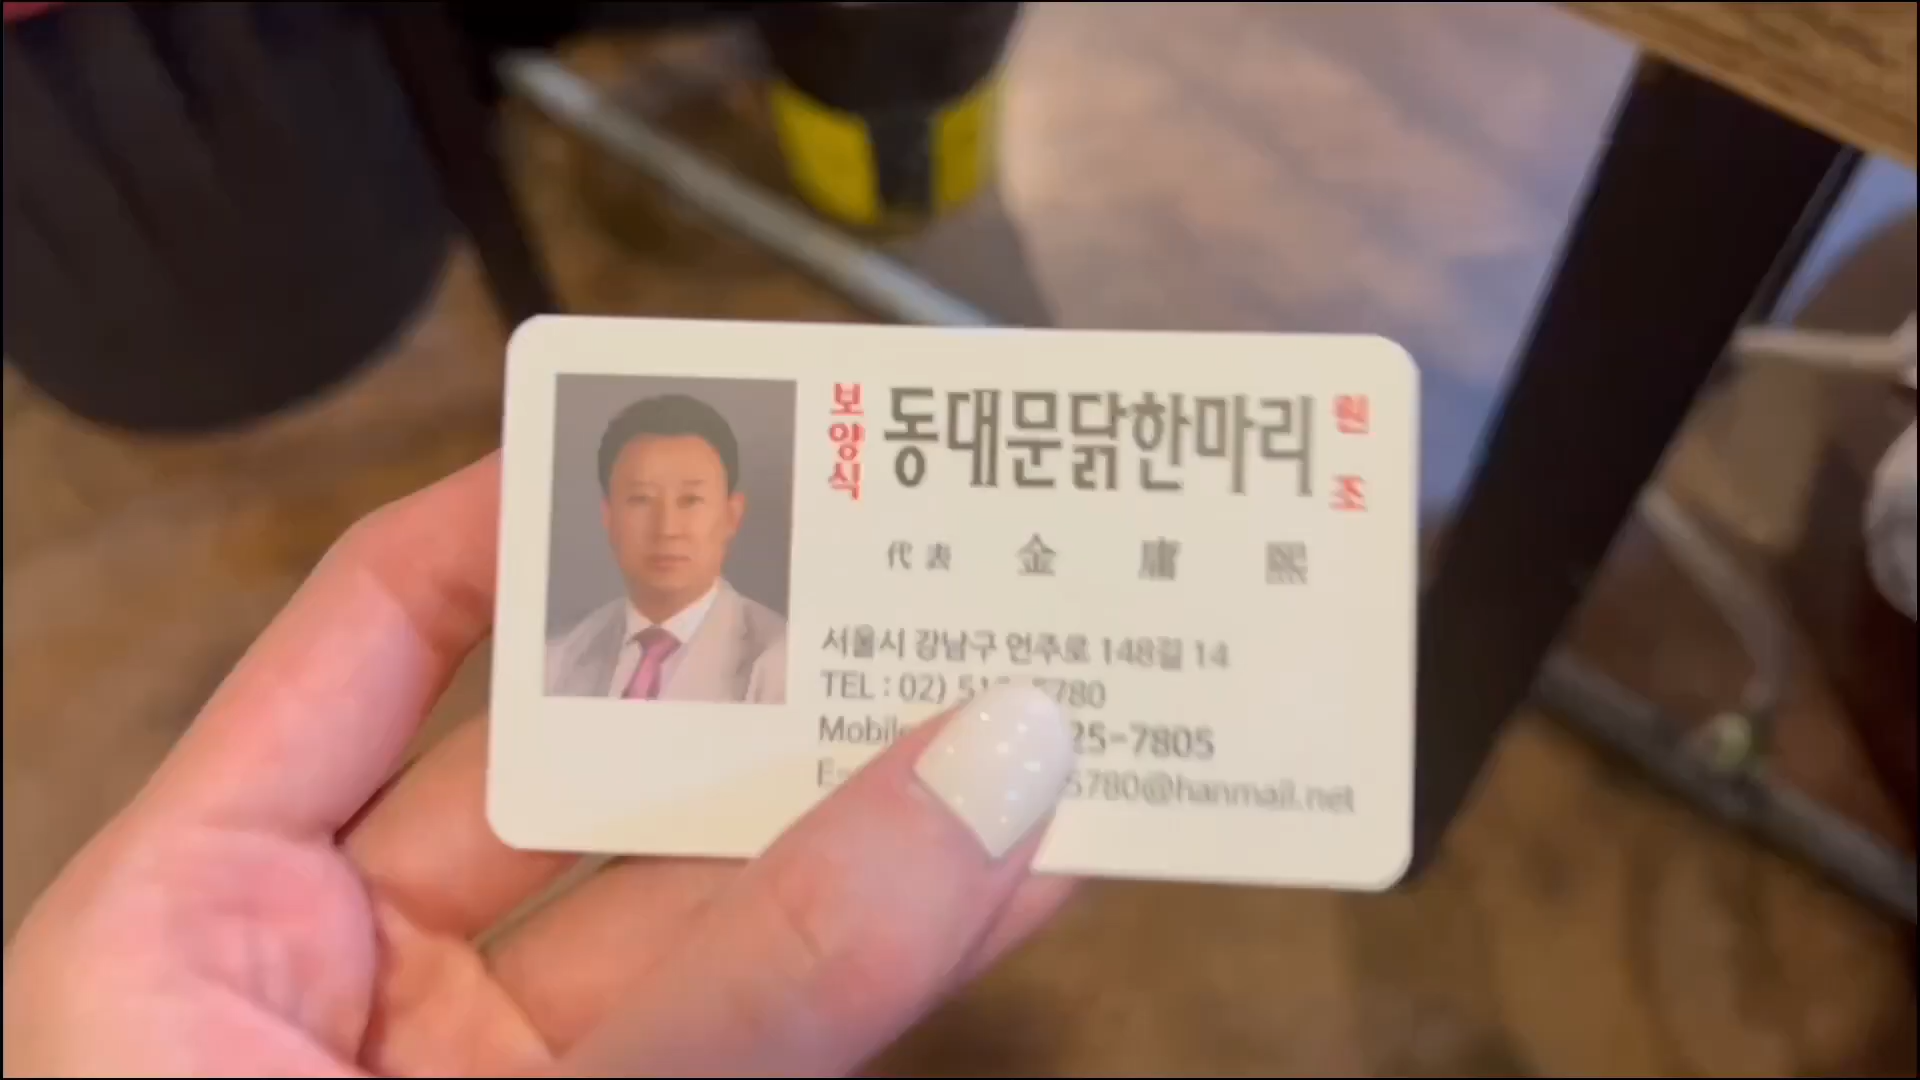 보양식 동대문닭한마리 원조
代表 金 庸 熙
서울시 강남구 언주로 148길 14
TEL : 02) 780
Mobile 25-7805
5780@hanmail.net